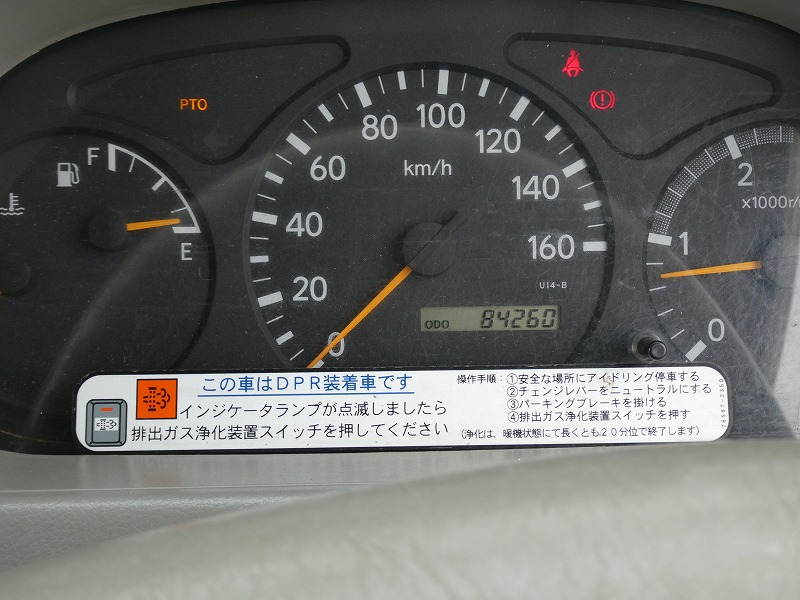 PTO
F
E
0
20
40
60
80
100
120
140
160
km/h
U14-B
ODO 84260
2
x1000r/
1
0
この車はDPR装着車です
インジケータランプが点滅しましたら
排出ガス浄化装置スイッチを押してください
操作手順：①安全な場所にアイドリング停車する
②チェンジレバーをニュートラルにする
③パーキングブレーキを掛ける
④排出ガス浄化装置スイッチを押す
（浄化は、暖機状態にて長くとも２０分位で終了します）
78567-2350